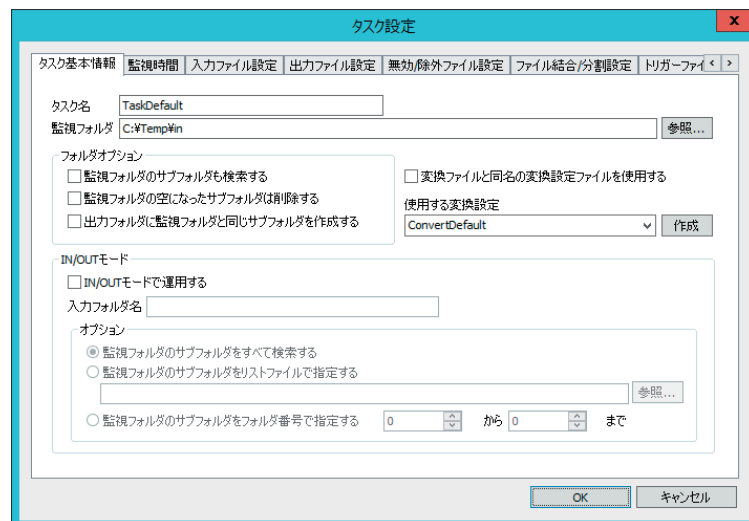 タスク設定
x
タスク基本情報 監視時間 入力ファイル設定 出力ファイル設定 無効/除外ファイル設定 ファイル結合/分割設定 トリガーファイ
タスク名 TaskDefault
監視フォルダ C:¥Temp¥in 参照...
フォルダオプション
監視フォルダのサブフォルダも検索する
監視フォルダの空になったサブフォルダは削除する
出力フォルダに監視フォルダと同じサブフォルダを作成する
変換ファイルと同名の変換設定ファイルを使用する
使用する変換設定
ConvertDefault 作成
IN/OUTモード
IN/OUTモードで運用する
入力フォルダ名
オプション
監視フォルダのサブフォルダをすべて検索する
監視フォルダのサブフォルダをリストファイルで指定する
参照...
監視フォルダのサブフォルダをフォルダ番号で指定する 0 から 0 まで
OK キャンセル